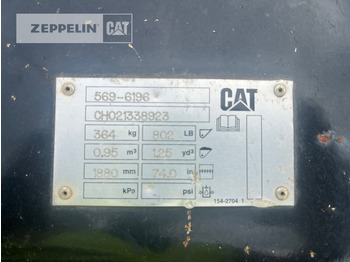 ZEPPELIN
CAT
569-6196
CH021338923
CAT
364 kg 802 LB
0.95 m³ 1.25 yd³
1880 mm 74.0 in
kPa psi
154-2704 1